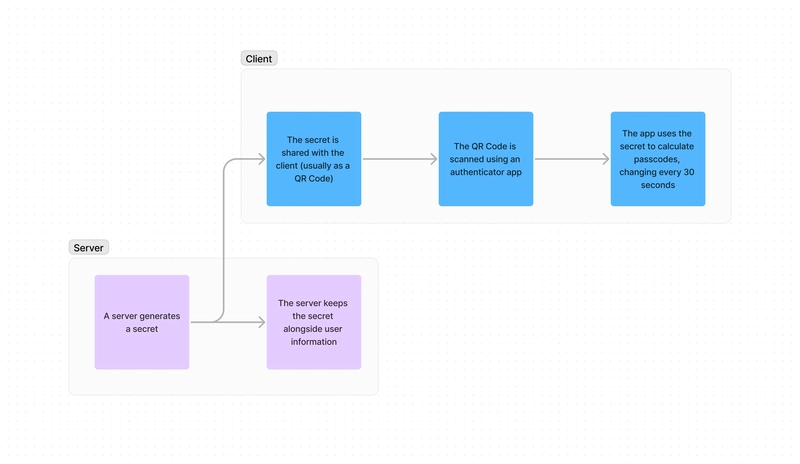 Client
The secret is
shared with the
client (usually as a
QR Code)
The QR Code is
scanned using an
authenticator app
The app uses the
secret to calculate
passcodes,
changing every 30
seconds
Server
A server generates
a secret
The server keeps
the secret
alongside user
information